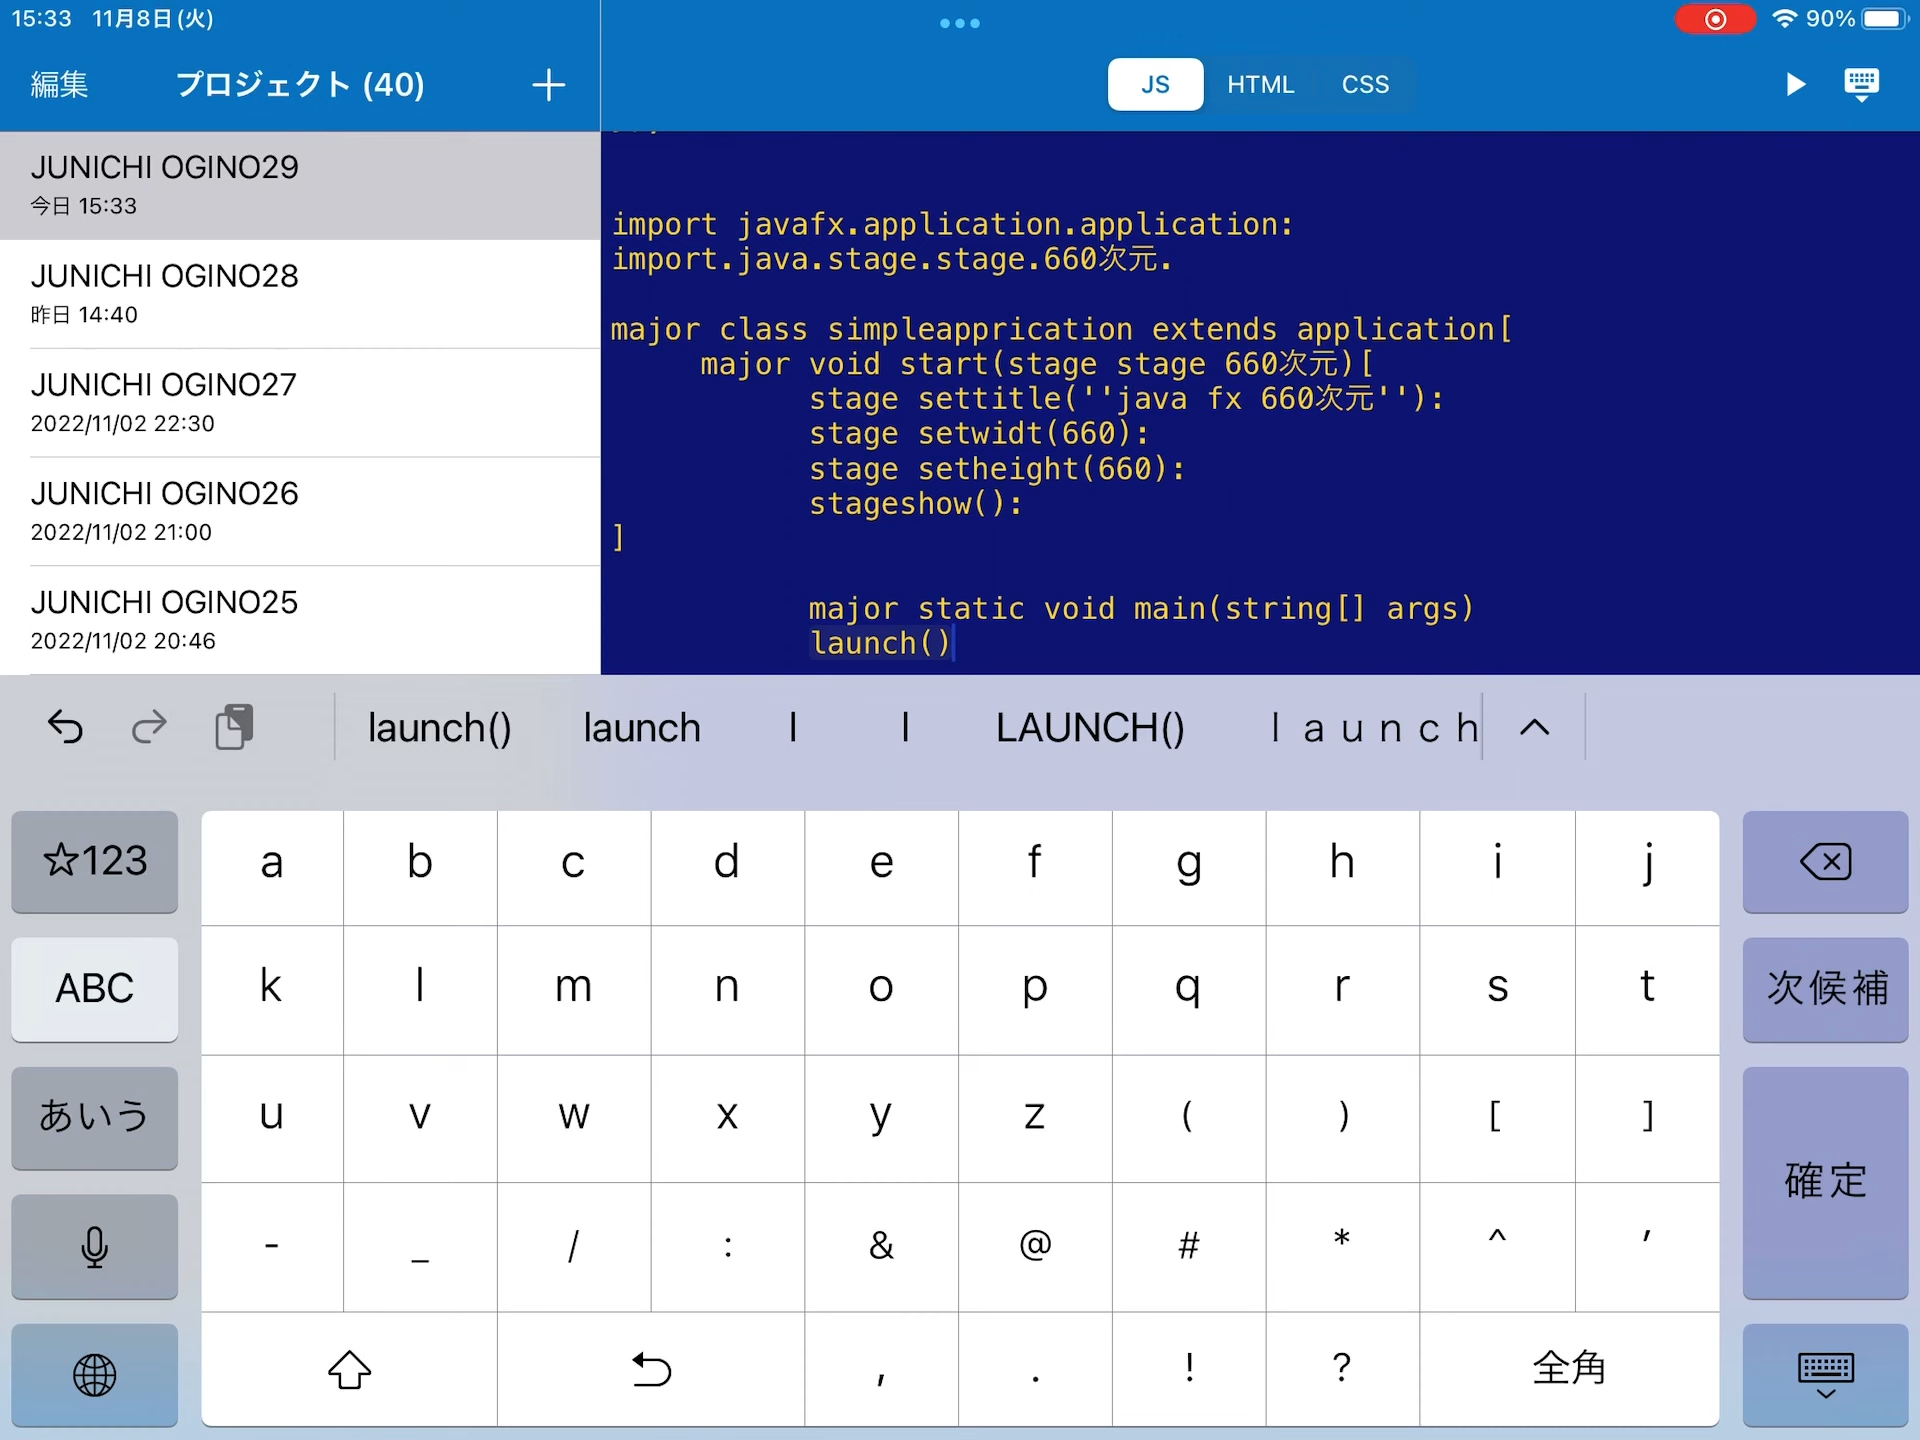 15:33 11月8日(火)
90%
編集 プロジェクト (40) +
JS HTML CSS
JUNICHI OGINO29
今日 15:33
JUNICHI OGINO28
昨日 14:40
JUNICHI OGINO27
2022/11/02 22:30
JUNICHI OGINO26
2022/11/02 21:00
JUNICHI OGINO25
2022/11/02 20:46
import javafx.application.application:
import.java.stage.stage.660次元.
major class simpleapprication extends application[
major void start(stage stage 660次元)[
stage settitle(''java fx 660次元''):
stage setwidt(660):
stage setheight(660):
stageshow():
]
major static void main(string[] args)
launch()
launch() launch l l LAUNCH() ｌａｕｎｃｈ
☆123 a b c d e f g h i j
ABC k l m n o p q r s t 次候補
あいう u v w x y z ( ) [ ] 確定
- _ / : & @ # * ^ ′
, . ! ? 全角